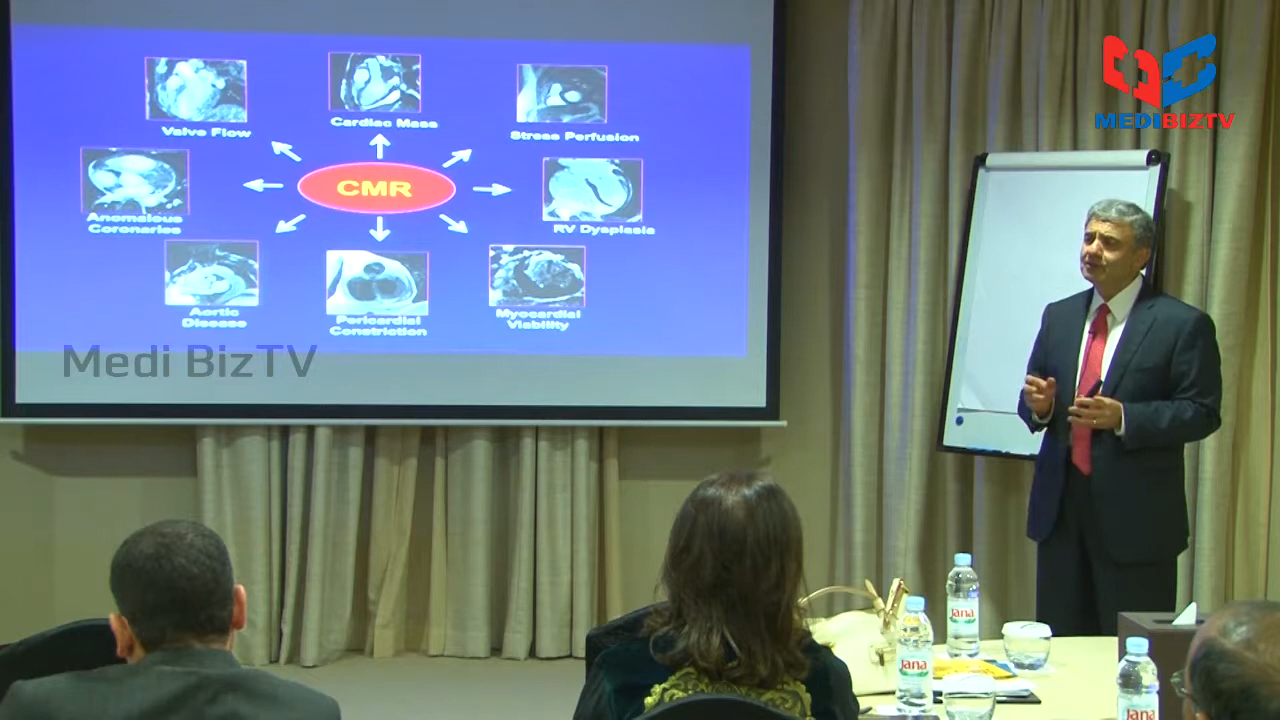 Valve Flow
Cardiac Mass
Stress Perfusion
CMR
Anomalous
Coronaries
RV Dysplasia
Aortic
Disease
Pericardial
Constriction
Myocardial
Viability
Medi BizTV
MEDIBIZTV
Jana
Jana
Jana